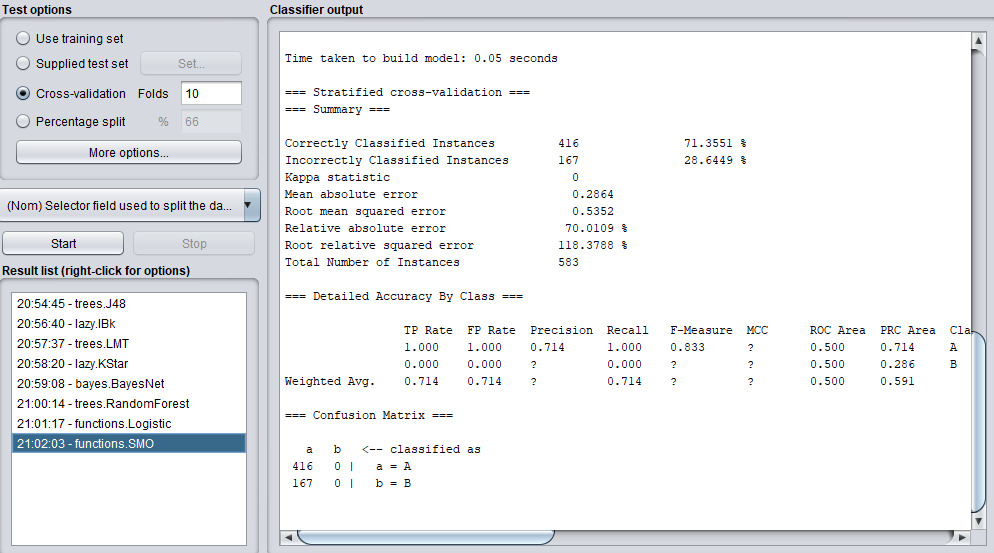 Test options
Use training set
Supplied test set Set...
Cross-validation Folds 10
Percentage split % 66
More options...
(Nom) Selector field used to split the da...
Start Stop
Result list (right-click for options)
20:54:45 - trees.J48
20:56:40 - lazy.IBk
20:57:37 - trees.LMT
20:58:20 - lazy.KStar
20:59:08 - bayes.BayesNet
21:00:14 - trees.RandomForest
21:01:17 - functions.Logistic
21:02:03 - functions.SMO
Classifier output
Time taken to build model: 0.05 seconds
=== Stratified cross-validation ===
=== Summary ===
Correctly Classified Instances 416 71.3551 %
Incorrectly Classified Instances 167 28.6449 %
Kappa statistic 0
Mean absolute error 0.2864
Root mean squared error 0.5352
Relative absolute error 70.0109 %
Root relative squared error 118.3788 %
Total Number of Instances 583
=== Detailed Accuracy By Class ===
TP Rate FP Rate Precision Recall F-Measure MCC ROC Area PRC Area Cla
1.000 1.000 0.714 1.000 0.833 ? 0.500 0.714 A
0.000 0.000 ? 0.000 ? ? 0.500 0.286 B
Weighted Avg. 0.714 0.714 ? 0.714 ? ? 0.500 0.591
=== Confusion Matrix ===
a b <-- classified as
416 0 | a = A
167 0 | b = B